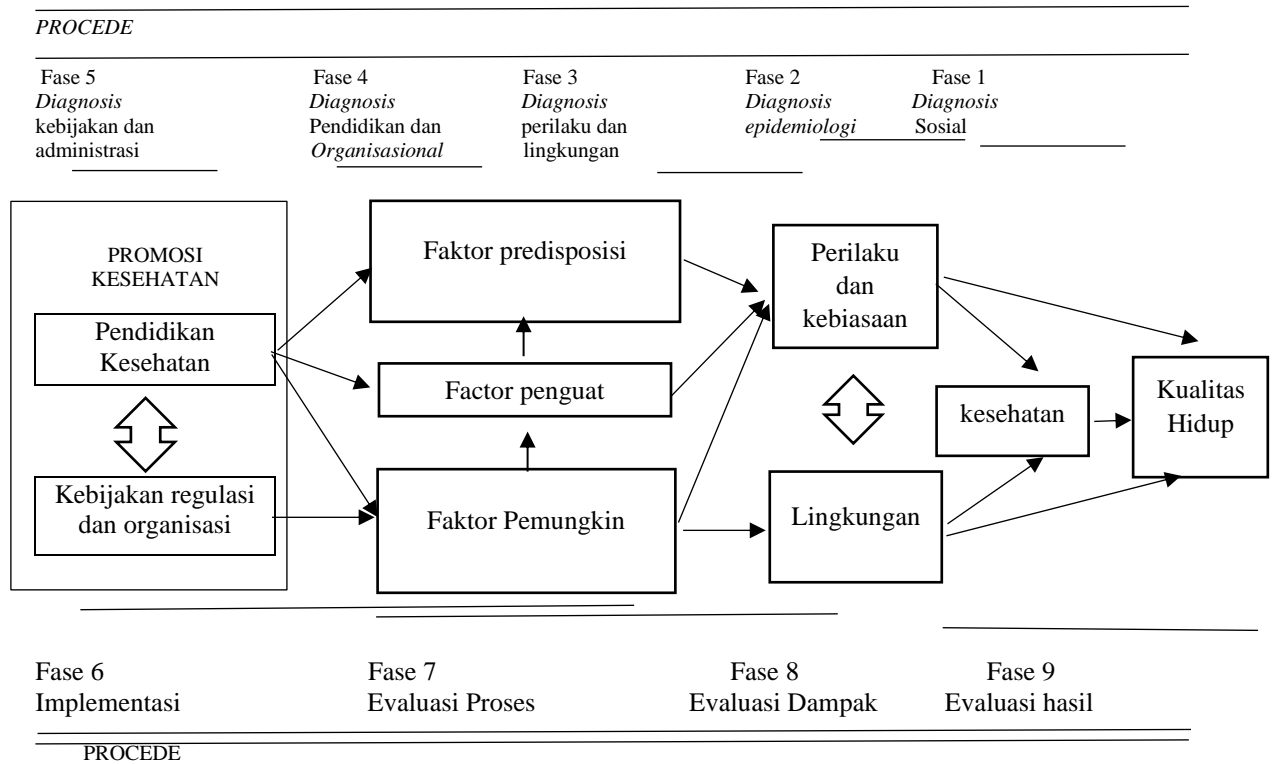 PROCEDE
Fase 5
Diagnosis
kebijakan dan
administrasi
Fase 4
Diagnosis
Pendidikan dan
Organisasional
Fase 3
Diagnosis
perilaku dan
lingkungan
Fase 2
Diagnosis
epidemiologi
Fase 1
Diagnosis
Sosial
PROMOSI
KESEHATAN
Pendidikan
Kesehatan
Kebijakan regulasi
dan organisasi
Faktor predisposisi
Factor penguat
Faktor Pemungkin
Perilaku
dan
kebiasaan
Lingkungan
kesehatan
Kualitas
Hidup
Fase 6
Implementasi
Fase 7
Evaluasi Proses
Fase 8
Evaluasi Dampak
Fase 9
Evaluasi hasil
PROCEDE